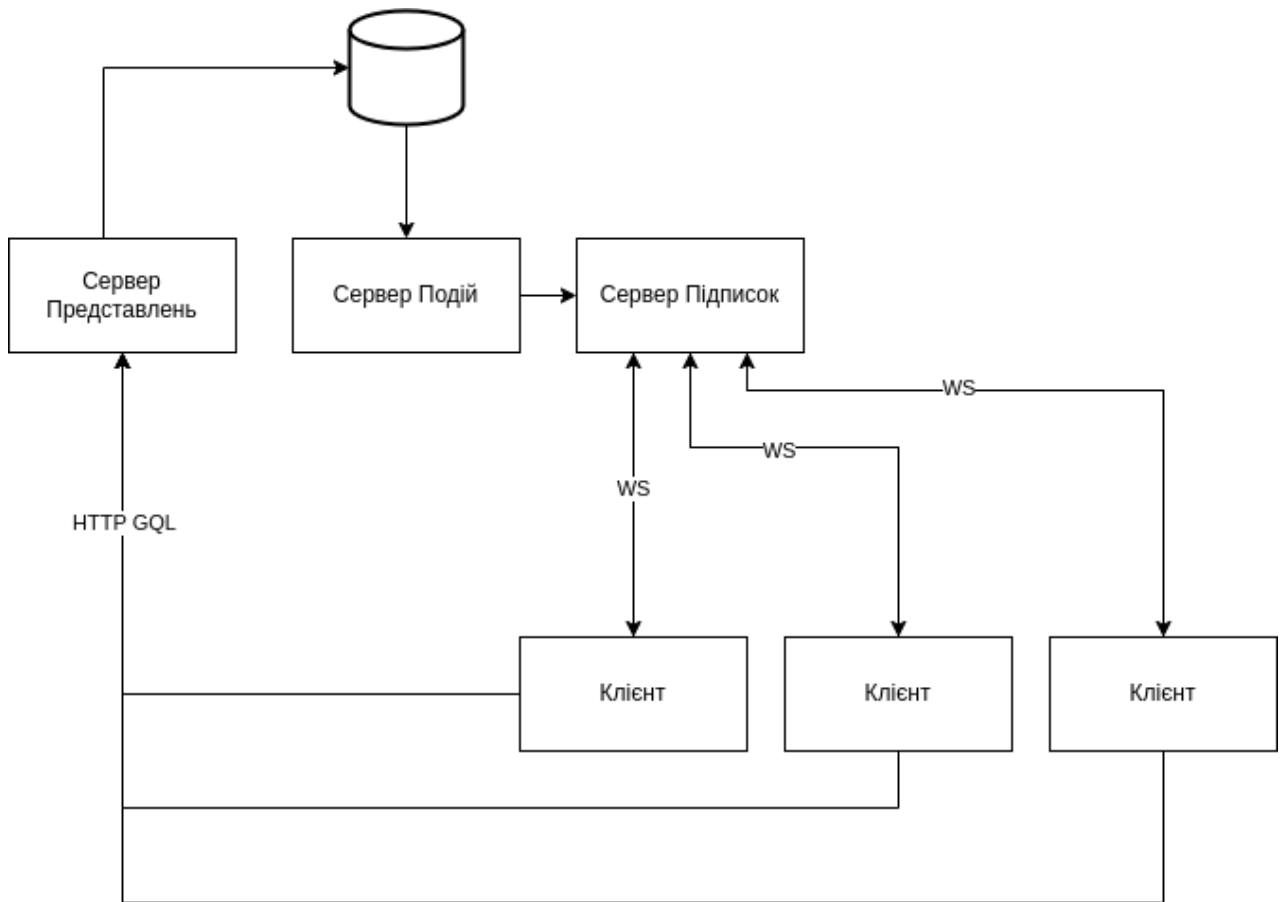 Сервер
Представлень
Сервер Подій
Сервер Підписок
WS
WS
WS
HTTP GQL
Клієнт
Клієнт
Клієнт